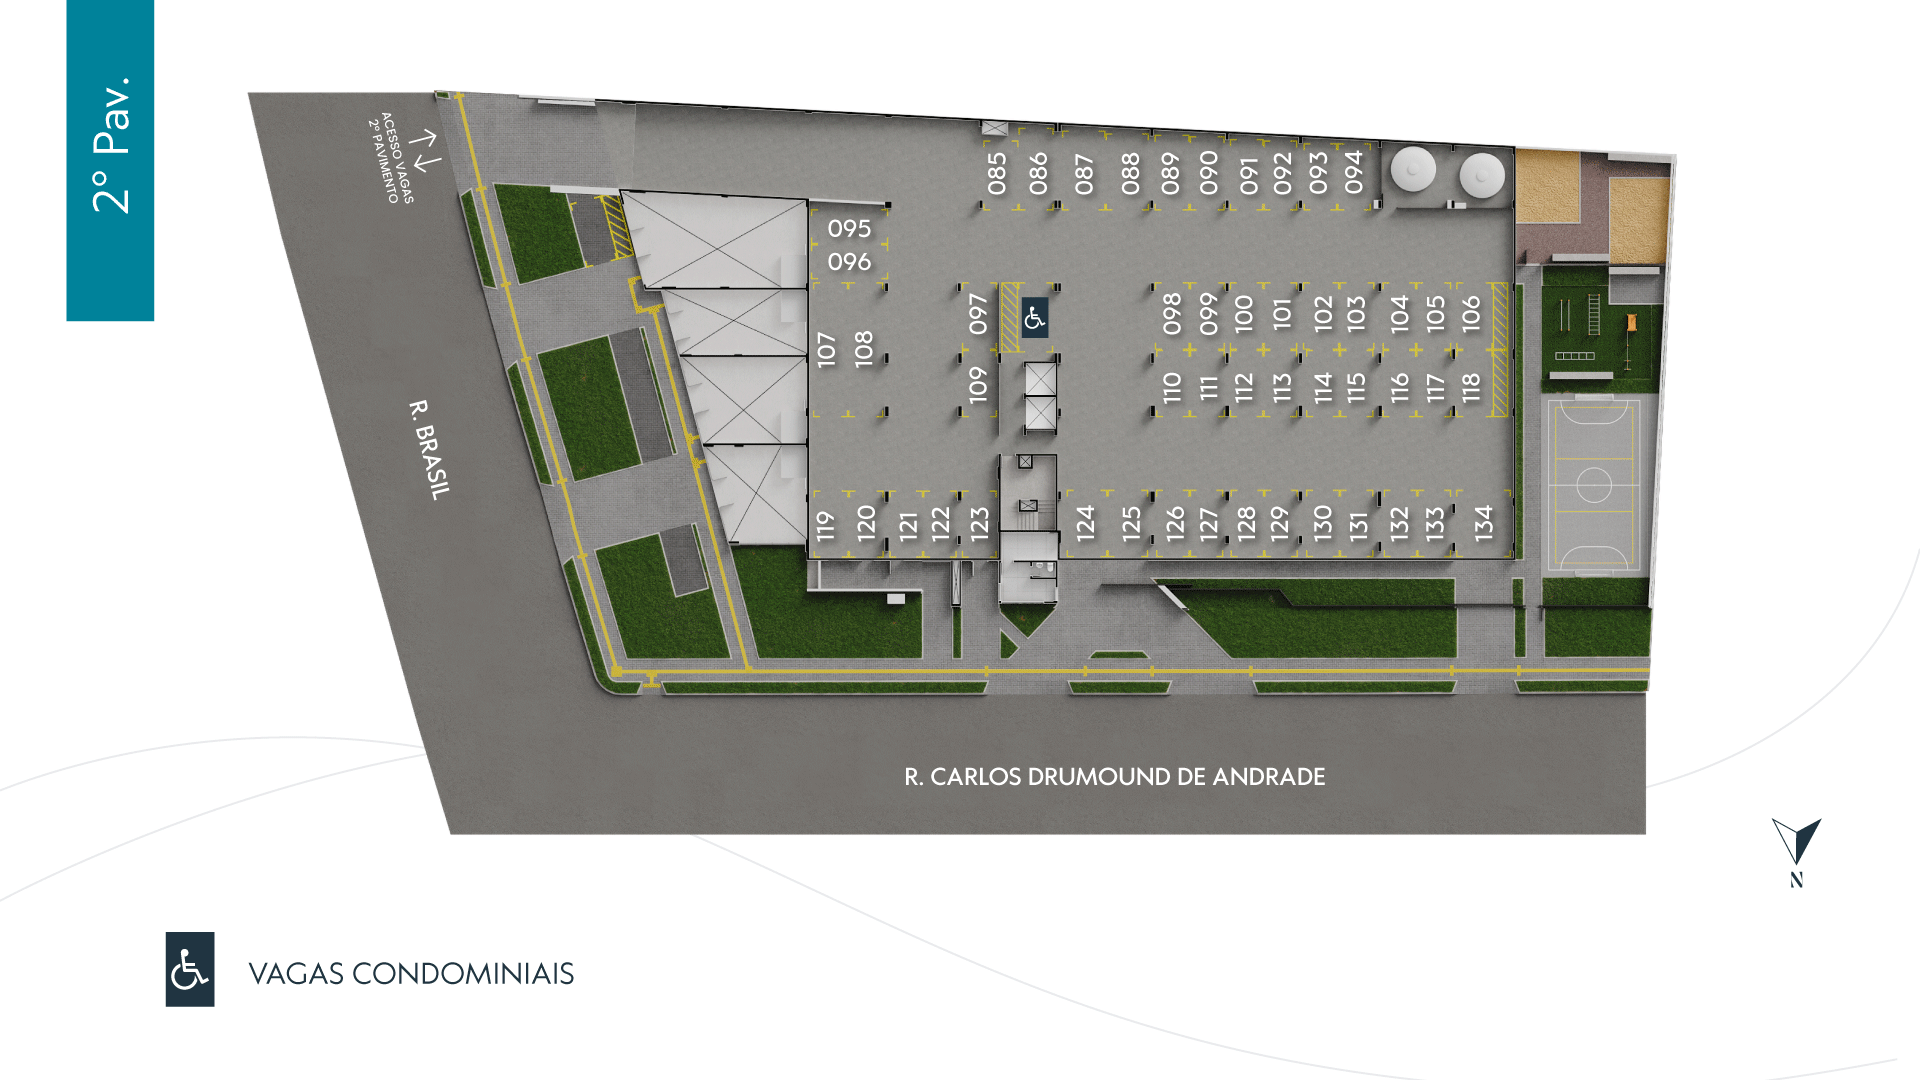 2º Pav.
ACESSO VAGAS
2º PAVIMENTO
085 086 087 088 089 090 091 092 093 094
095
096
097 098 099 100 101 102 103 104 105 106
107 108
109 110 111 112 113 114 115 116 117 118
119 120 121 122 123 124 125 126 127 128 129 130 131 132 133 134
R. BRASIL
R. CARLOS DRUMOUND DE ANDRADE
N
VAGAS CONDOMINIAIS